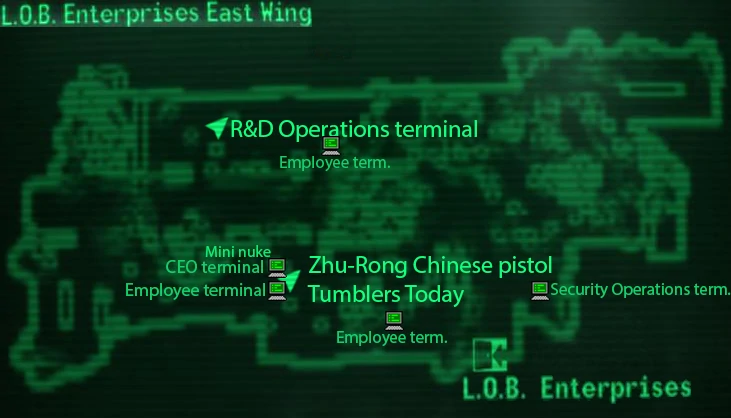 L.O.B. Enterprises East Wing
R&D Operations terminal
Employee term.
Mini nuke
CEO terminal
Zhu-Rong Chinese pistol
Employee terminal
Tumblers Today
Security Operations term.
Employee term.
L.O.B. Enterprises